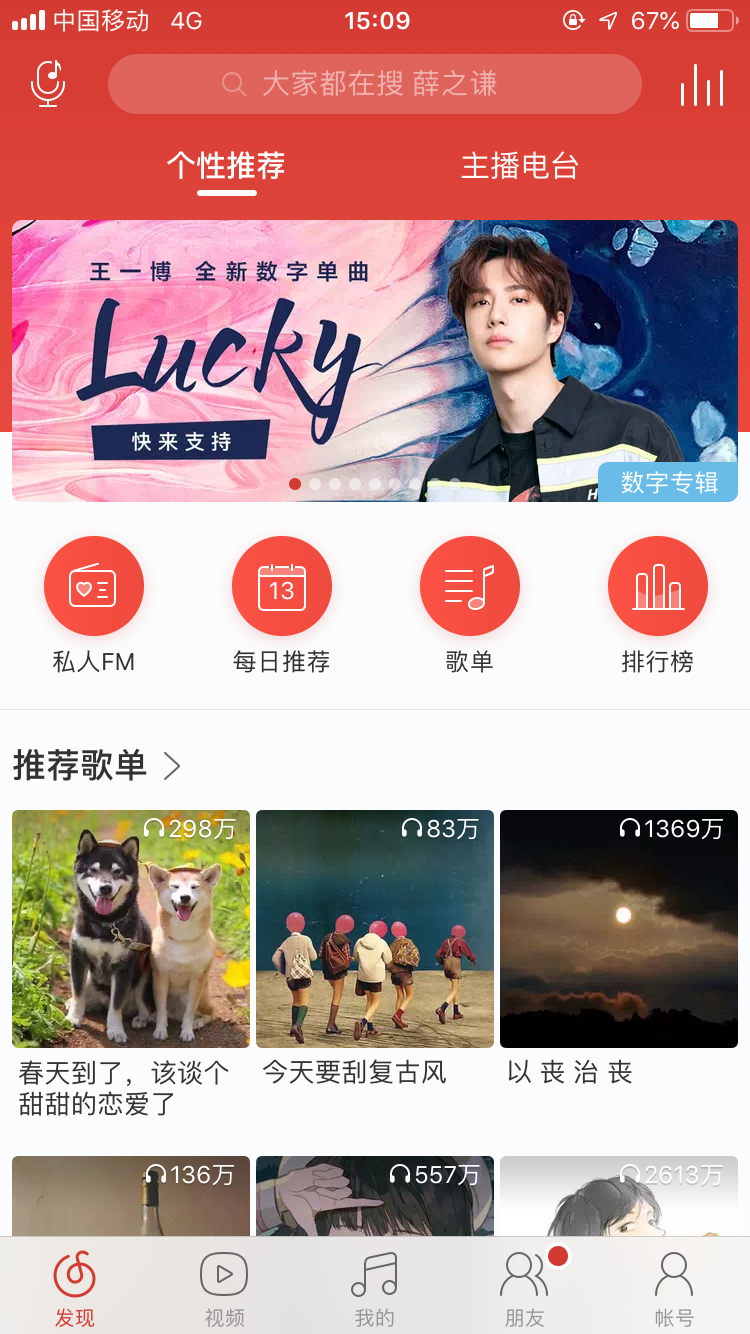 中国移动 4G 15:09 67%
大家都在搜 薛之谦
个性推荐 主播电台
王一博 全新数字单曲
Lucky
快来支持
H
数字专辑
13
私人FM 每日推荐 歌单 排行榜
推荐歌单
298万 83万 1369万
春天到了，该谈个 今天要刮复古风 以 丧 治 丧
甜甜的恋爱了
136万 557万 2613万
发现 视频 我的 朋友 帐号